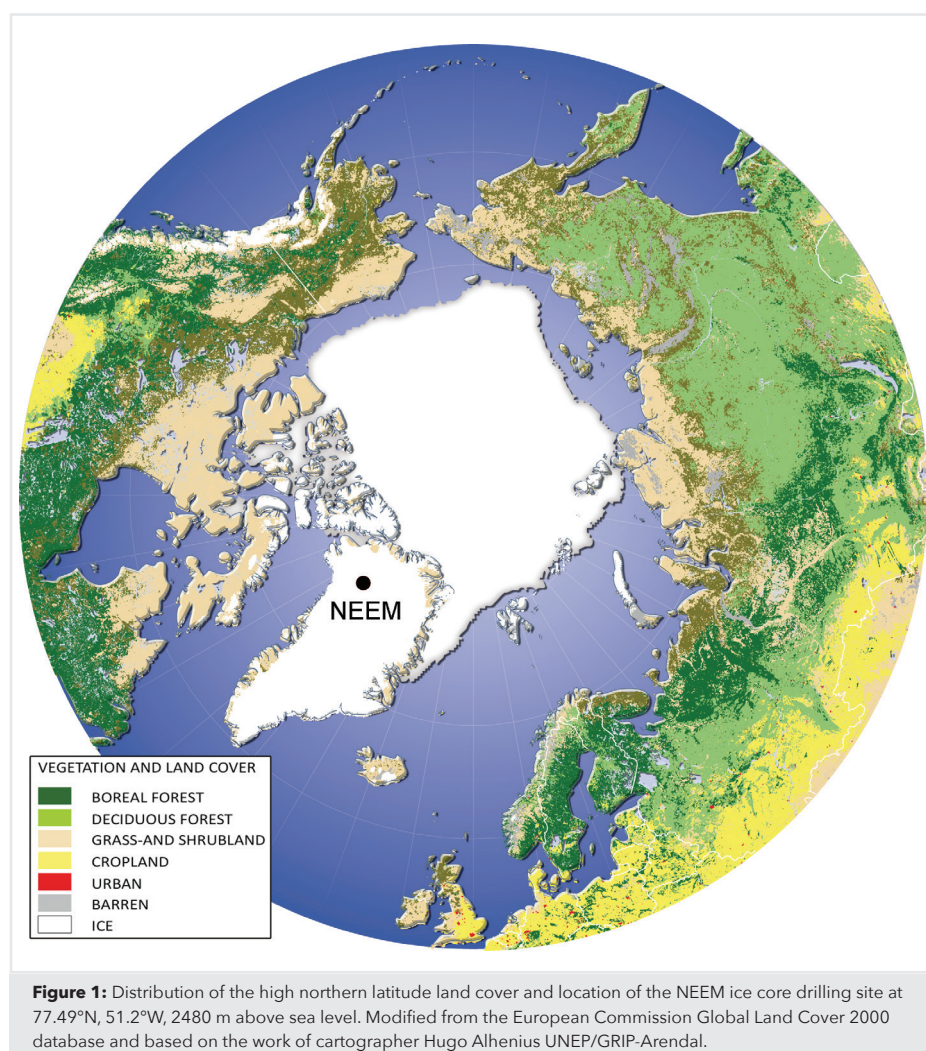 NEEM
VEGETATION AND LAND COVER
BOREAL FOREST
DECIDUOUS FOREST
GRASS-AND SHRUBLAND
CROPLAND
URBAN
BARREN
ICE
Figure 1: Distribution of the high northern latitude land cover and location of the NEEM ice core drilling site at
77.49°N, 51.2°W, 2480 m above sea level. Modified from the European Commission Global Land Cover 2000
database and based on the work of cartographer Hugo Alhenius UNEP/GRIP-Arendal.